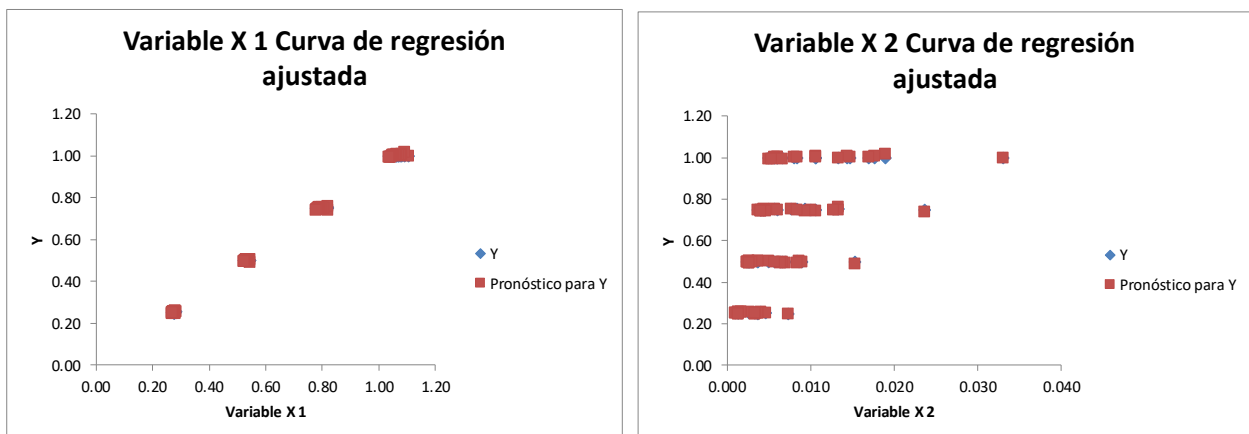 Variable X 1 Curva de regresión
ajustada
1.20
1.00
0.80
0.60
0.40
0.20
0.00
Y
0.00 0.20 0.40 0.60 0.80 1.00 1.20
Variable X 1
Y
Pronóstico para Y
Variable X 2 Curva de regresión
ajustada
1.20
1.00
0.80
0.60
0.40
0.20
0.00
Y
0.000 0.010 0.020 0.030 0.040
Variable X 2
Y
Pronóstico para Y